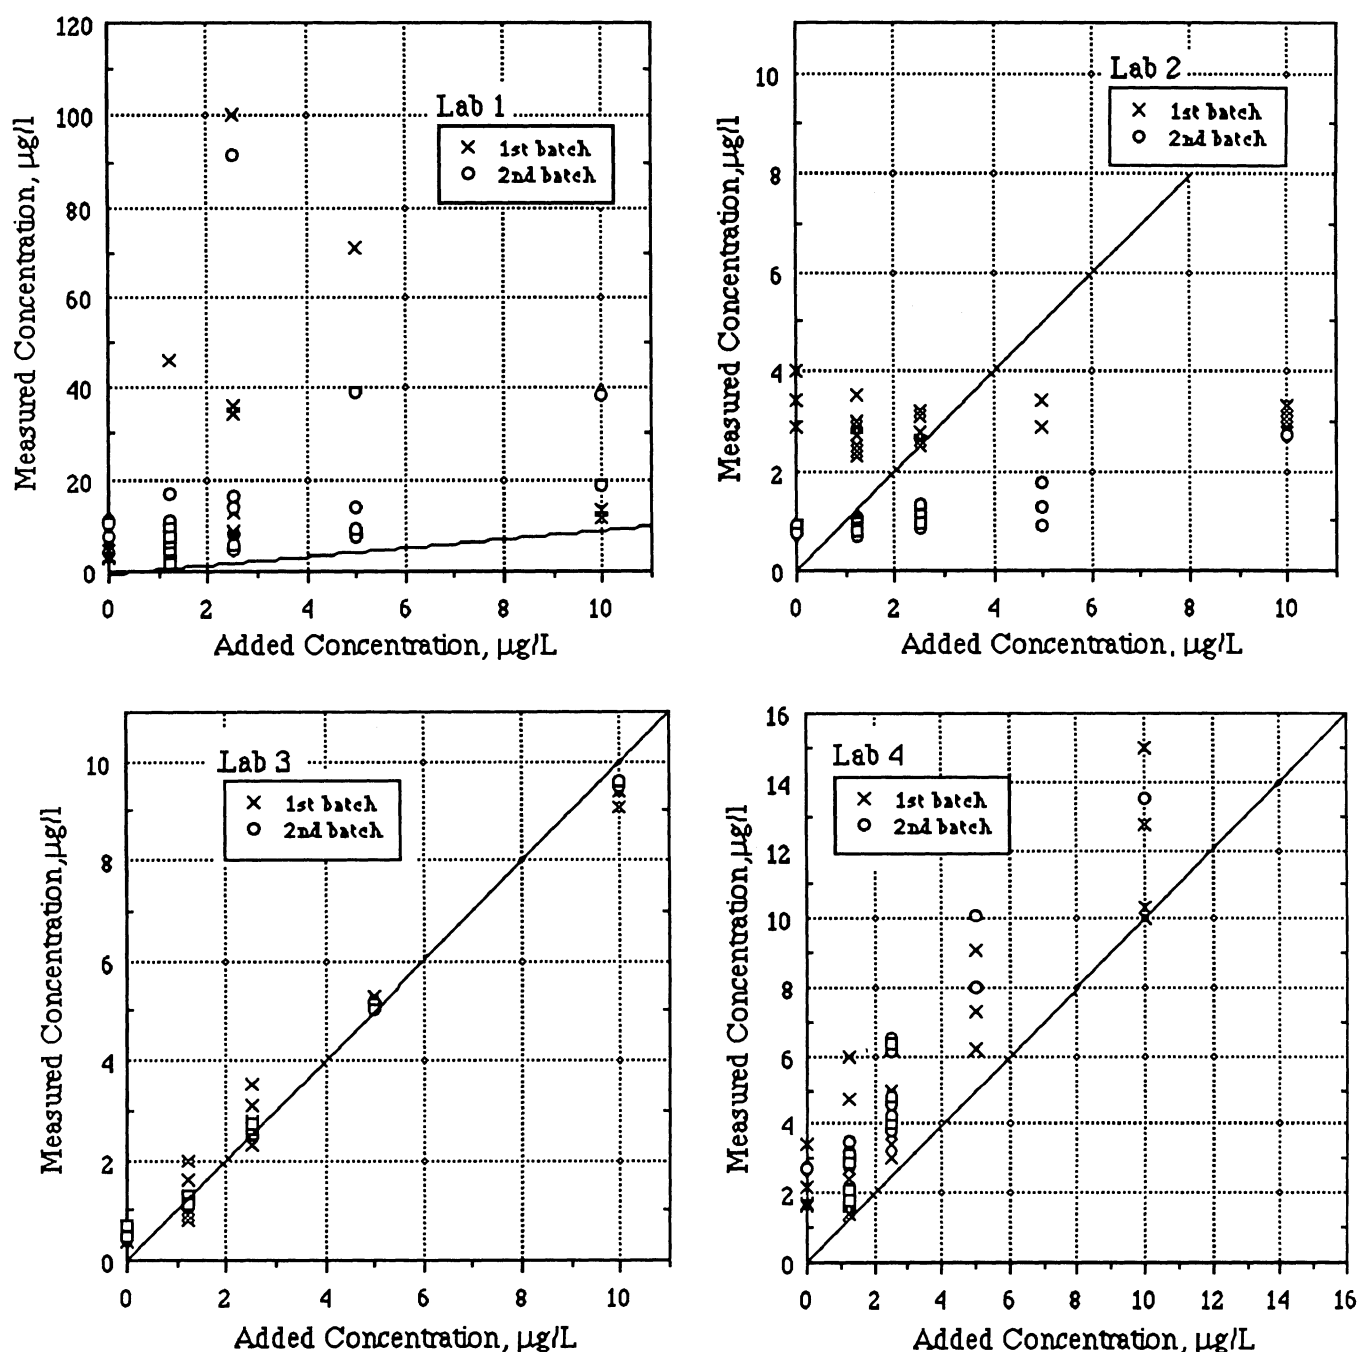 120
100
80
60
40
20
0
Measured Concentration, µg/l
Lab 1
× 1st batch
o 2nd batch
0 2 4 6 8 10
Added Concentration, µg/L
10
8
6
4
2
0
Measured Concentration,µg/l
Lab 2
× 1st batch
o 2nd batch
0 2 4 6 8 10
Added Concentration, µg/L
10
8
6
4
2
0
Measured Concentration,µg/l
Lab 3
× 1st batch
o 2nd batch
0 2 4 6 8 10
Added Concentration, µg/L
16
14
12
10
8
6
4
2
0
Measured Concentration,µg/l
Lab 4
× 1st batch
o 2nd batch
0 2 4 6 8 10 12 14 16
Added Concentration, µg/L